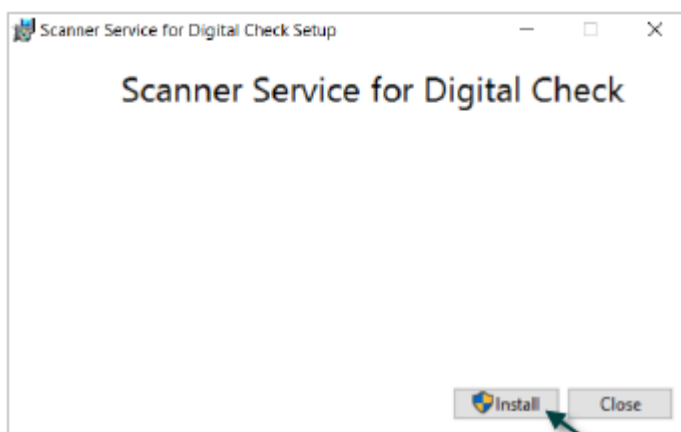 Scanner Service for Digital Check Setup
Scanner Service for Digital Check
Install Close